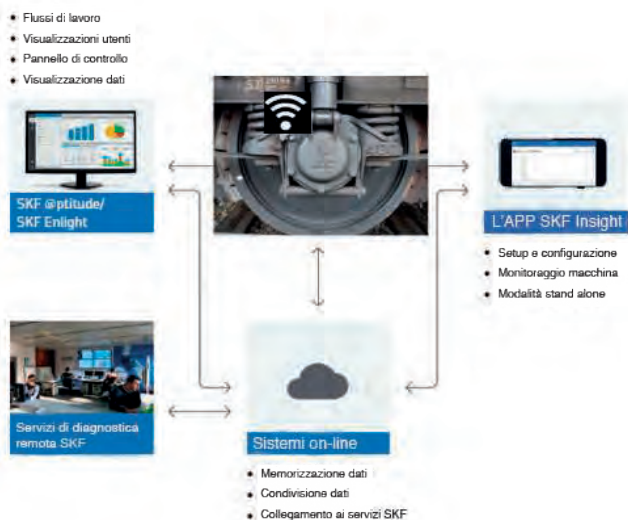 Flussi di lavoro
Visualizzazioni utenti
Pannello di controllo
Visualizzazione dati
SKF @ptitude/
SKF Enlight
L'APP SKF Insight
Setup e configurazione
Monitoraggio macchina
Modalità stand alone
Servizi di diagnostica
remota SKF
Sistemi on-line
Memorizzazione dati
Condivisione dati
Collegamento ai servizi SKF